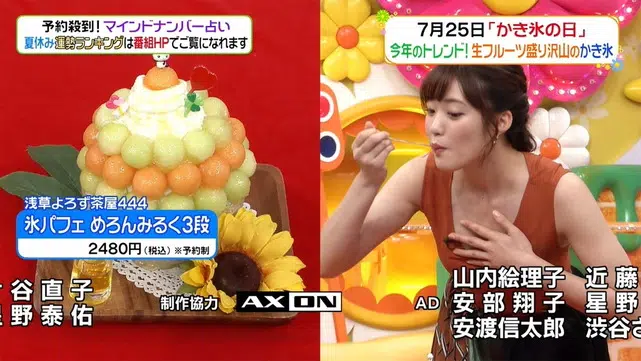 予約殺到! マインドナンバー占い
夏休み運勢ランキングは番組HPでご覧になれます
7月25日「かき氷の日」
今年のトレンド!生フルーツ盛り沢山のかき氷
浅草よろず茶屋444
氷パフェ めろんみるく3段
2480円(税込)※予約制
谷直子
野泰佑
制作協力 AXON
AD
山内絵理子 近藤
安部翔子 星野
安渡信太郎 渋谷さ